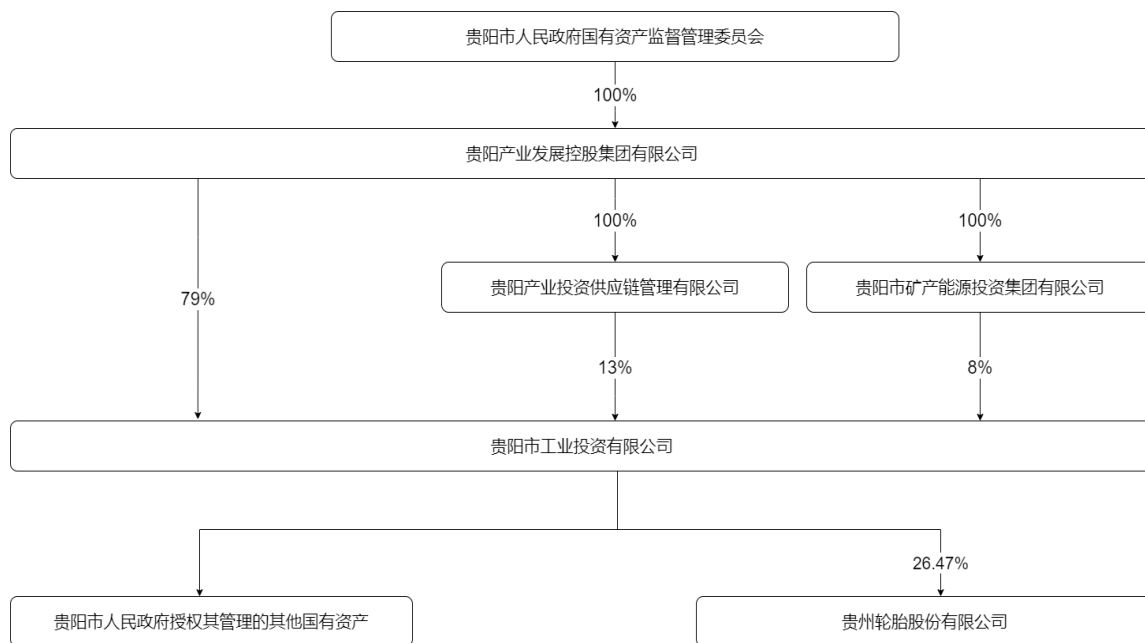 贵阳市人民政府国有资产监督管理委员会
100%
贵阳产业发展控股集团有限公司
100%
100%
贵阳产业投资供应链管理有限公司
贵阳市矿产能源投资集团有限公司
79%
13%
8%
贵阳市工业投资有限公司
26.47%
贵阳市人民政府授权其管理的其他国有资产
贵州轮胎股份有限公司